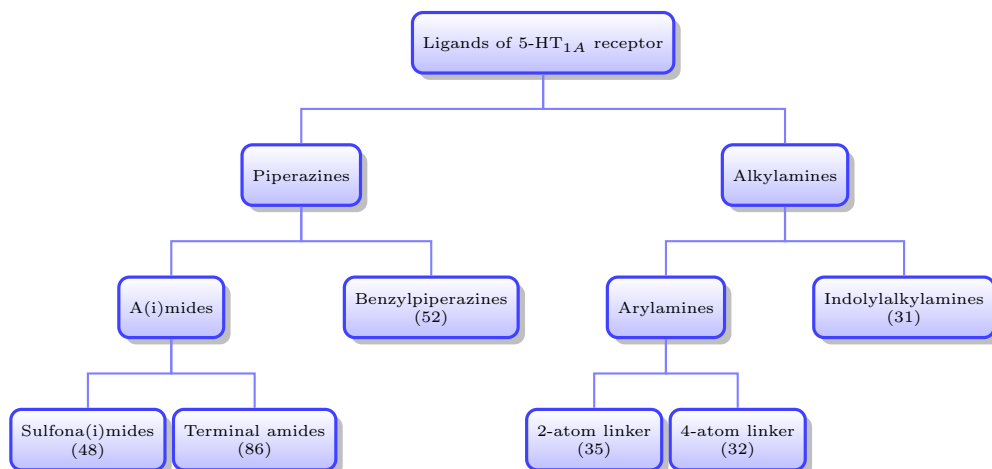 Ligands of 5-HT1A receptor
Piperazines
Alkylamines
A(i)mides
Benzylpiperazines
(52)
Arylamines
Indolylalkylamines
(31)
Sulfona(i)mides
(48)
Terminal amides
(86)
2-atom linker
(35)
4-atom linker
(32)